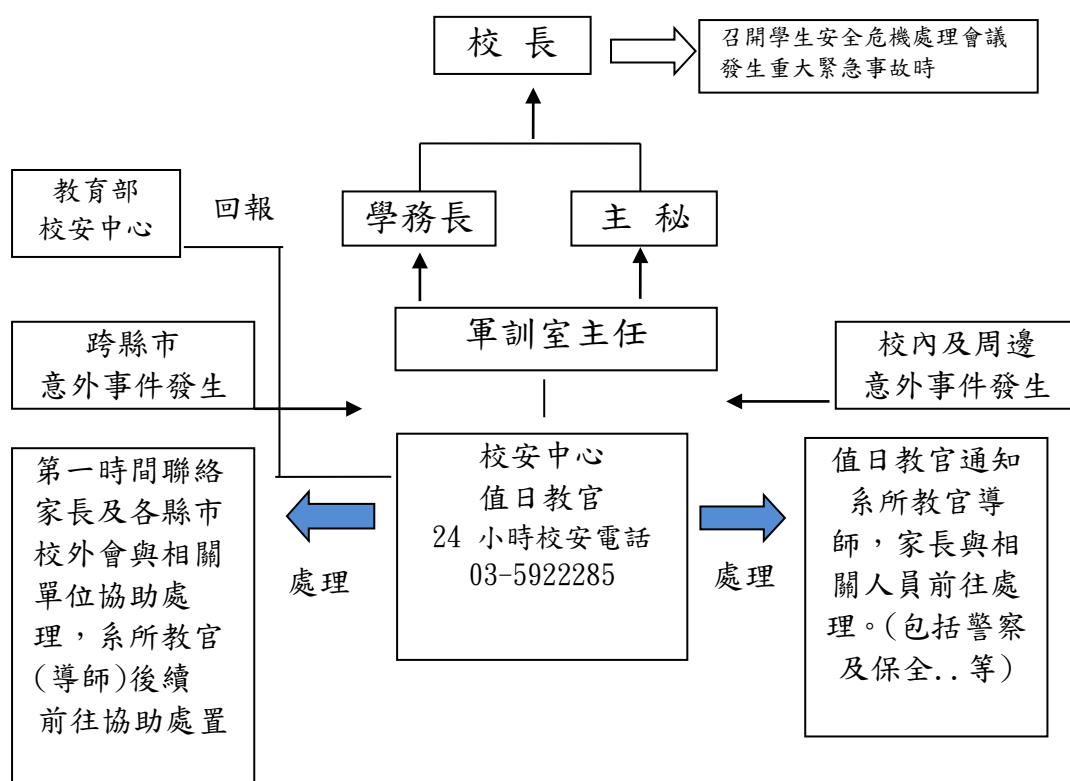 校 長
召開學生安全危機處理會議
發生重大緊急事故時
教育部
校安中心
回報
學務長
主 秘
軍訓室主任
跨縣市
意外事件發生
校內及周邊
意外事件發生
第一時間聯絡
家長及各縣市
校外會與相關
單位協助處
理，系所教官
(導師)後續
前往協助處置
處理
校安中心
值日教官
24 小時校安電話
03-5922285
處理
值日教官通知
系所教官導
師，家長與相
關人員前往處
理。(包括警察
及保全..等)